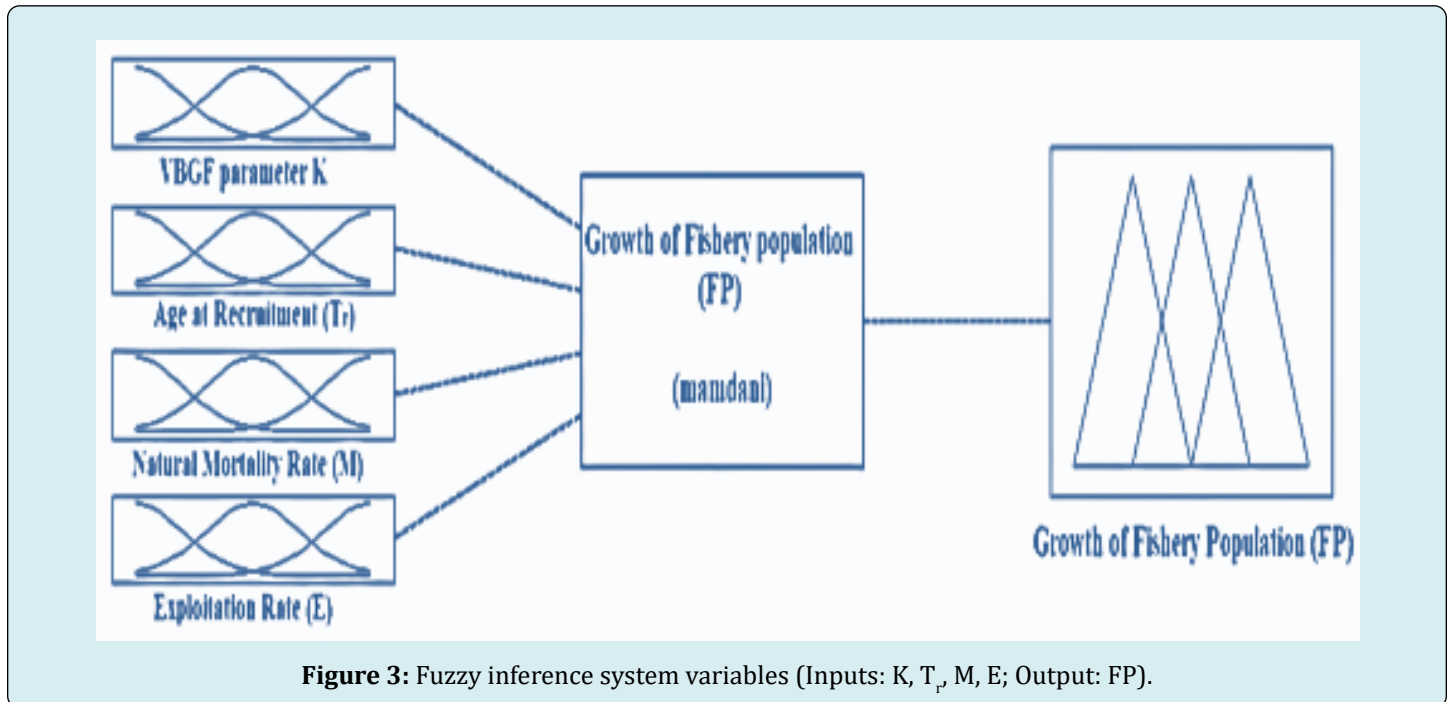 VBGF parameter K
Age at Recruitment (Tr)
Natural Mortality Rate (M)
Exploitation Rate (E)
Growth of Fishery population
(FP)
(mamdani)
Growth of Fishery Population (FP)
Figure 3: Fuzzy inference system variables (Inputs: K, Tr, M, E; Output: FP).